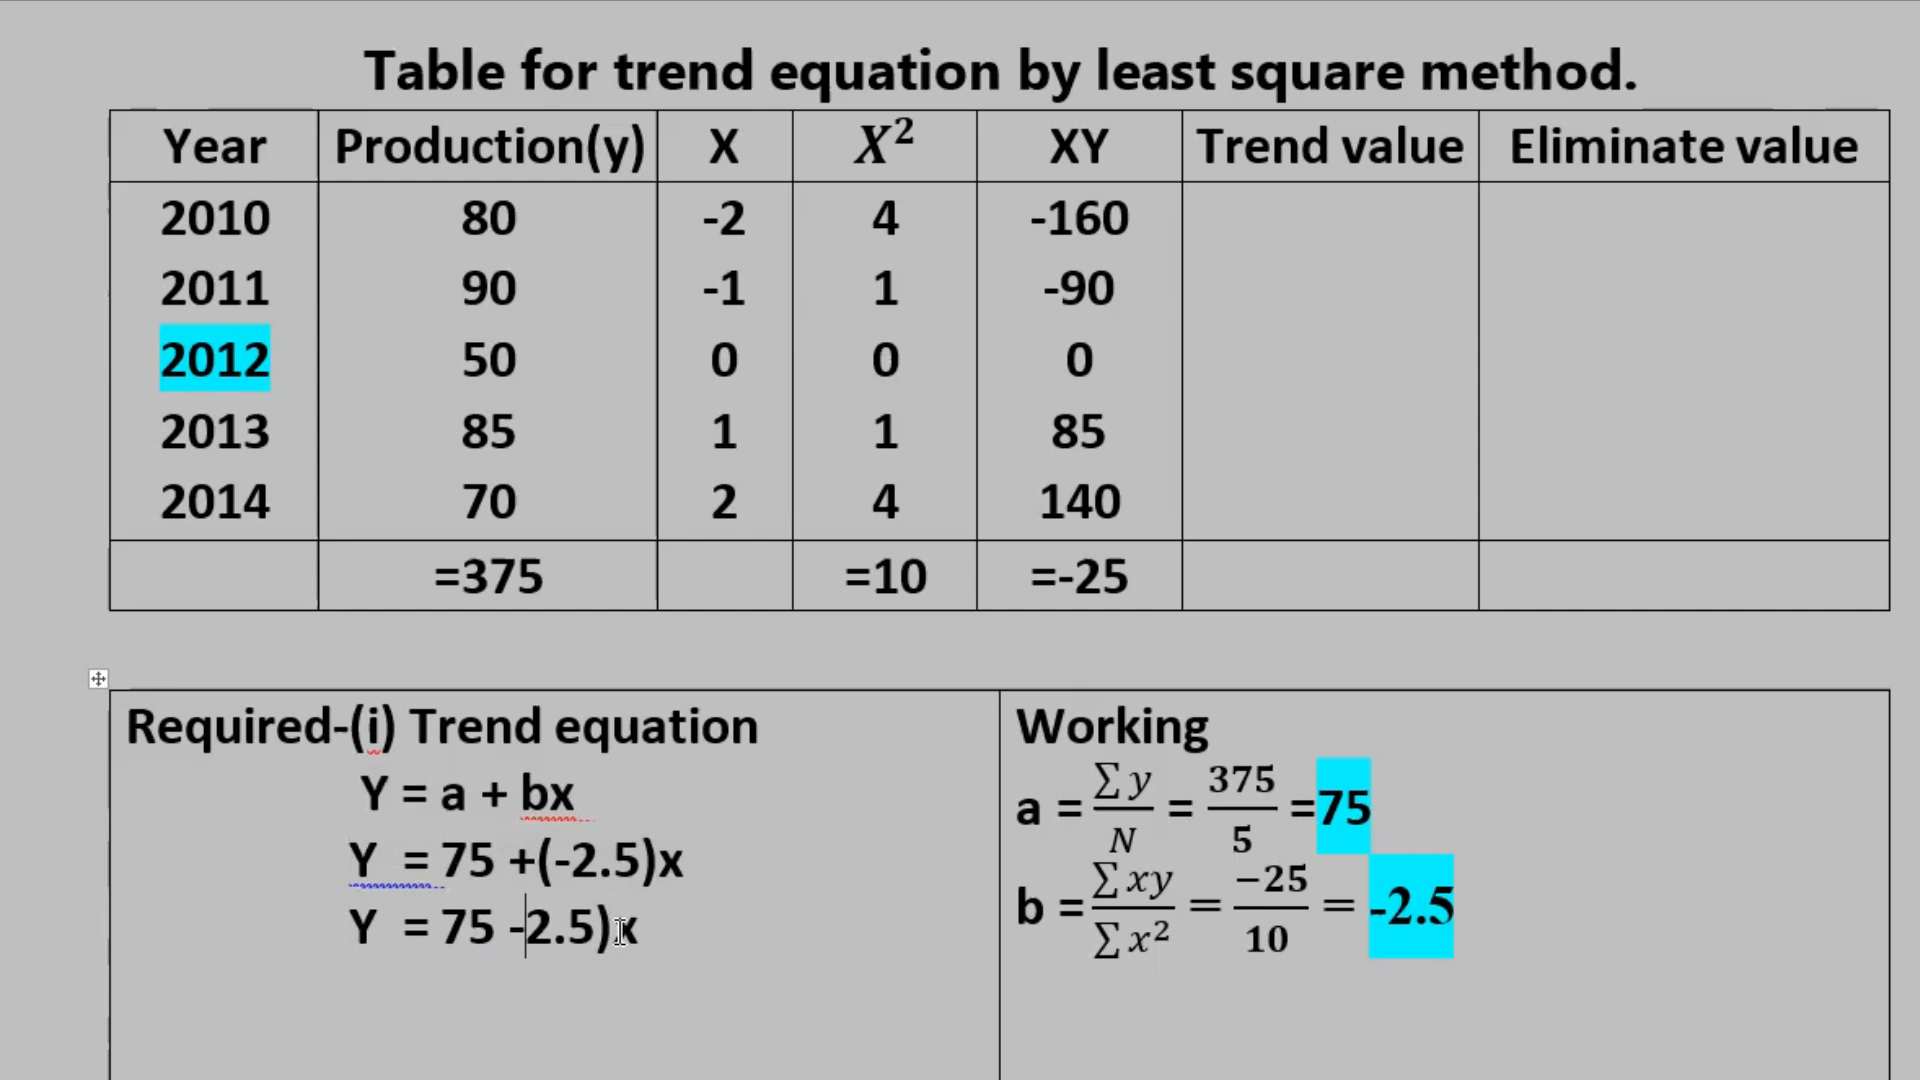 Table for trend equation by least square method.
Year Production(y) X X² XY Trend value Eliminate value
2010 80 -2 4 -160
2011 90 -1 1 -90
2012 50 0 0 0
2013 85 1 1 85
2014 70 2 4 140
=375 =10 =-25
Required-(i) Trend equation
Y = a + bx
Y = 75 +(-2.5)x
Y = 75 -2.5)x
Working
a = ∑y/N = 375/5 =75
b = ∑xy/∑x² = −25/10 = -2.5